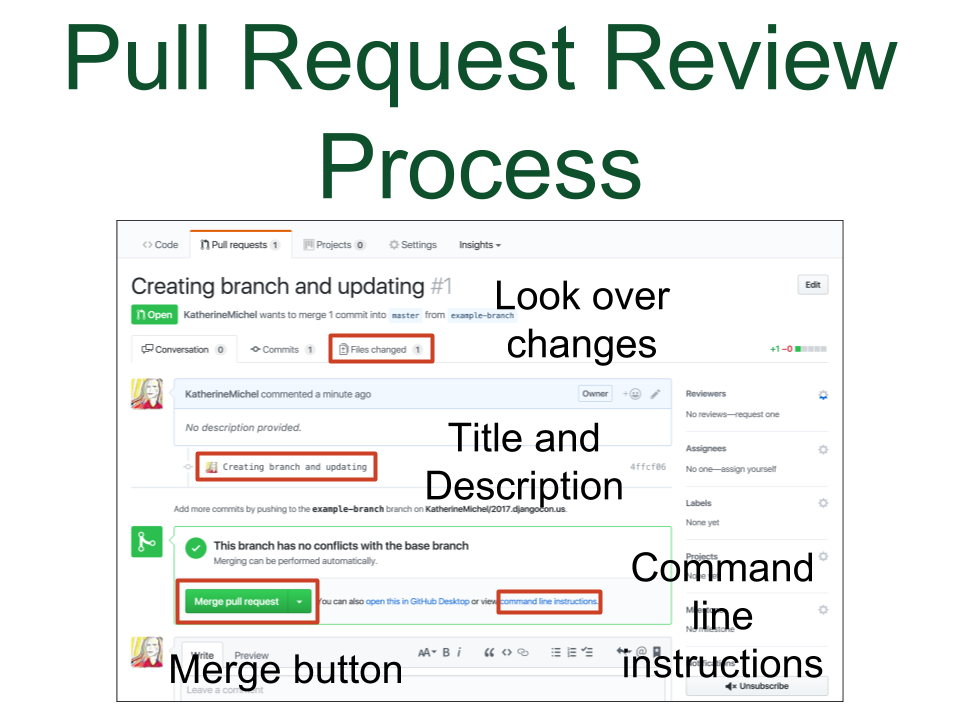 Pull Request Review
Process
Code
Pull requests 1
Projects 0
Settings
Insights
Creating branch and updating #1
Edit
Look over
changes
Open
KatherineMichel wants to merge 1 commit into master from example-branch
Conversation 0
Commits 1
Files changed 1
+1 −0
KatherineMichel commented a minute ago
Owner
Reviewers
No reviews—request one
No description provided.
Title and
Description
Assignees
No one—assign yourself
Creating branch and updating
4ffcf06
Labels
None yet
Add more commits by pushing to the example-branch branch on KatherineMichel/2017.djangocon.us.
This branch has no conflicts with the base branch
Merging can be performed automatically.
Projects
None yet
Command
line
instructions
Merge pull request
You can also open this in GitHub Desktop or view command line instructions.
No milestone
Write
Preview
AA B i
Merge button
Leave a comment
Notifications
Unsubscribe